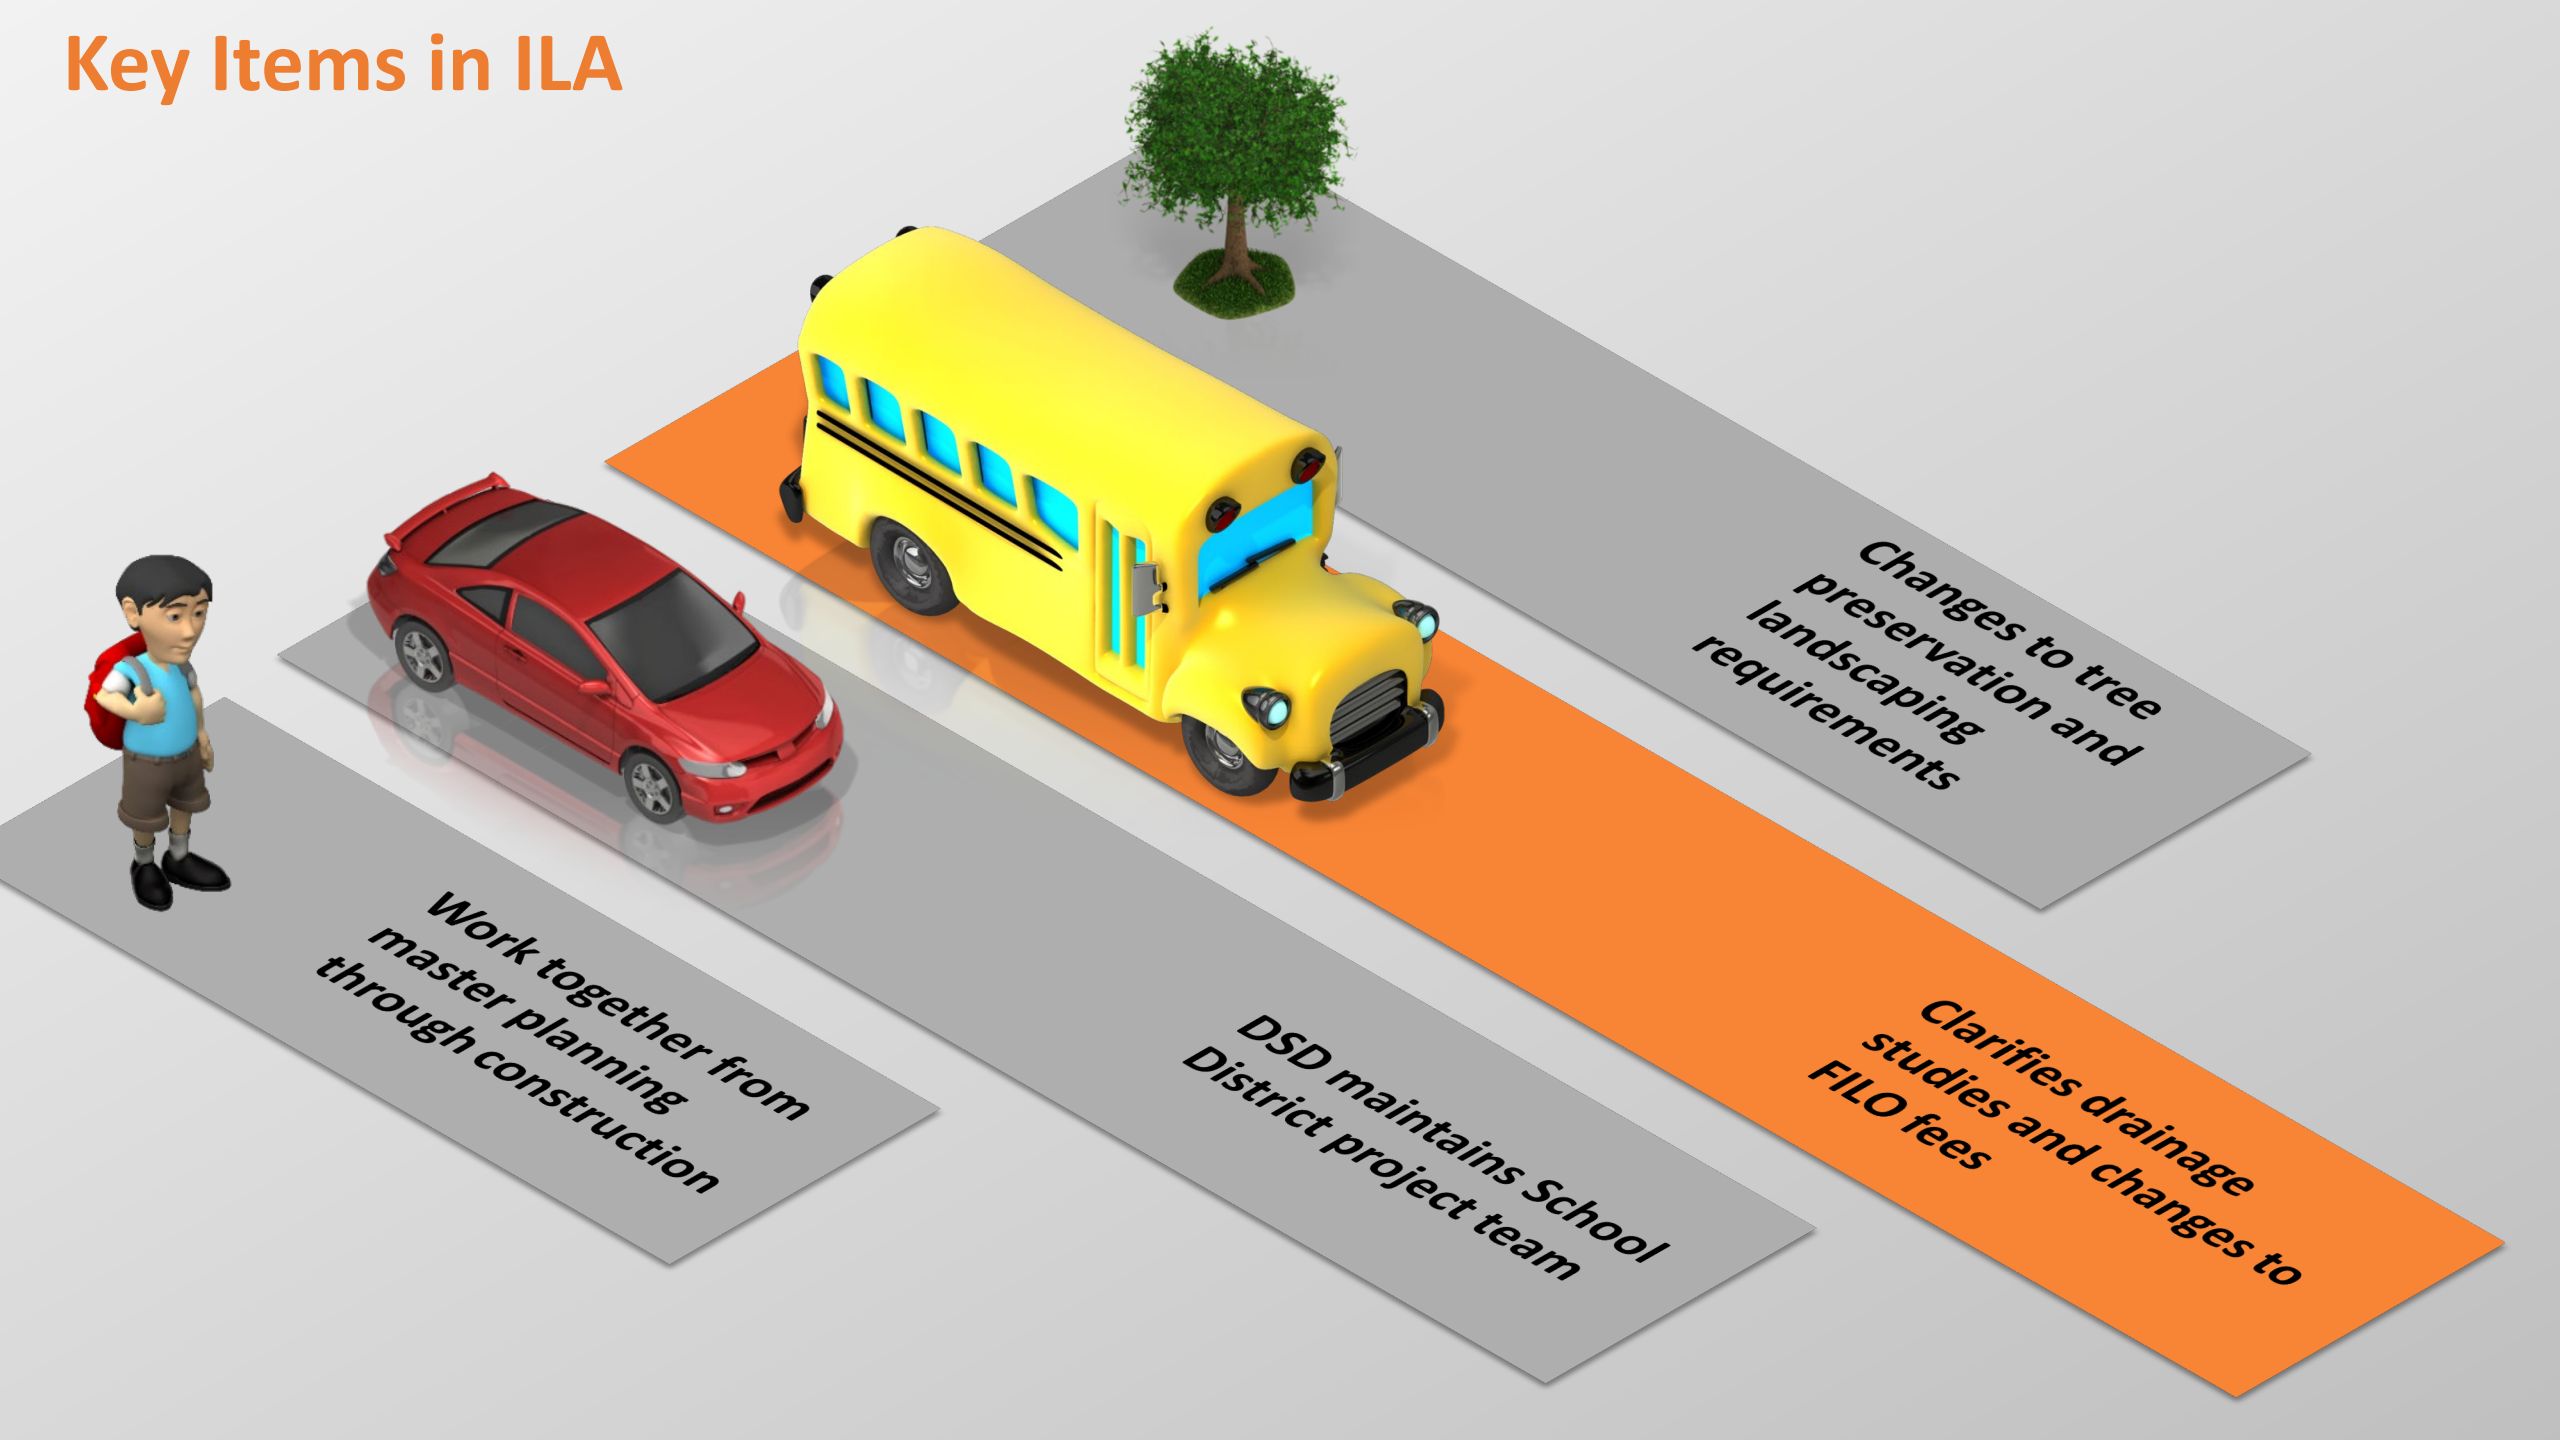 Key Items in ILA
Work together from
master planning
through construction
DSD maintains School
District project team
Clarifies drainage
studies and changes to
FILO fees
Changes to tree
preservation and
landscaping
requirements